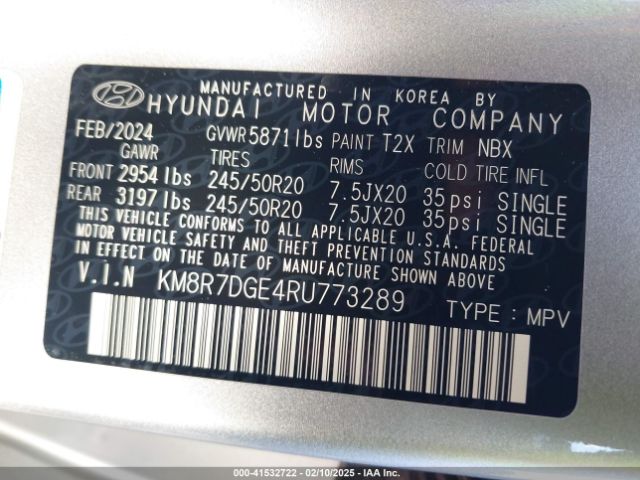 MANUFACTURED IN KOREA BY
HYUNDAI MOTOR COMPANY
FEB/2024 GVWR 5871lbs PAINT T2X TRIM NBX
GAWR TIRES RIMS COLD TIRE INFL
FRONT 2954 lbs 245/50R20 7.5JX20 35psi SINGLE
REAR 3197 lbs 245/50R20 7.5JX20 35psi SINGLE
THIS VEHICLE CONFORMS TO ALL APPLICABLE U.S.A. FEDERAL
MOTOR VEHICLE SAFETY AND THEFT PREVENTION STANDARDS
IN EFFECT ON THE DATE OF MANUFACTURE SHOWN ABOVE
V.I.N KM8R7DGE4RU773289
TYPE : MPV
000-41532722 - 02/10/2025 - IAA Inc.